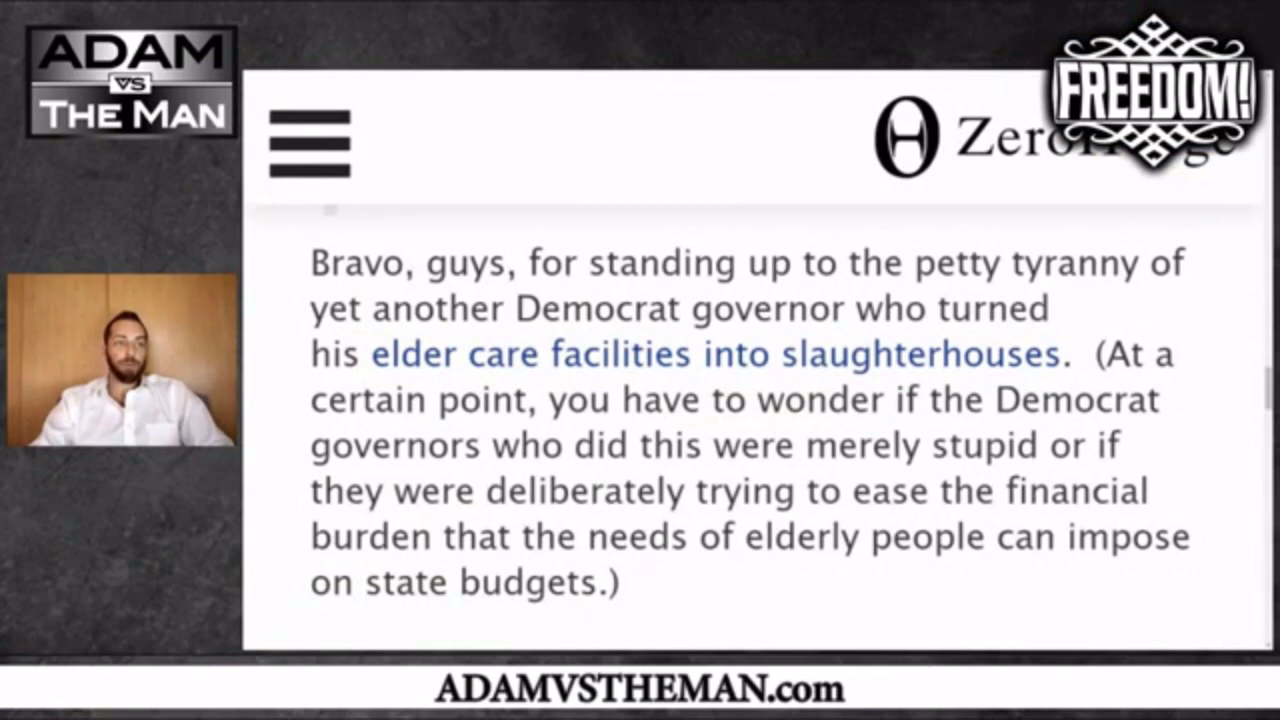 ADAM
VS
THE MAN
FREEDOM!
Bravo, guys, for standing up to the petty tyranny of
yet another Democrat governor who turned
his elder care facilities into slaughterhouses.  (At a
certain point, you have to wonder if the Democrat
governors who did this were merely stupid or if
they were deliberately trying to ease the financial
burden that the needs of elderly people can impose
on state budgets.)
ADAMVSTHEMAN.com